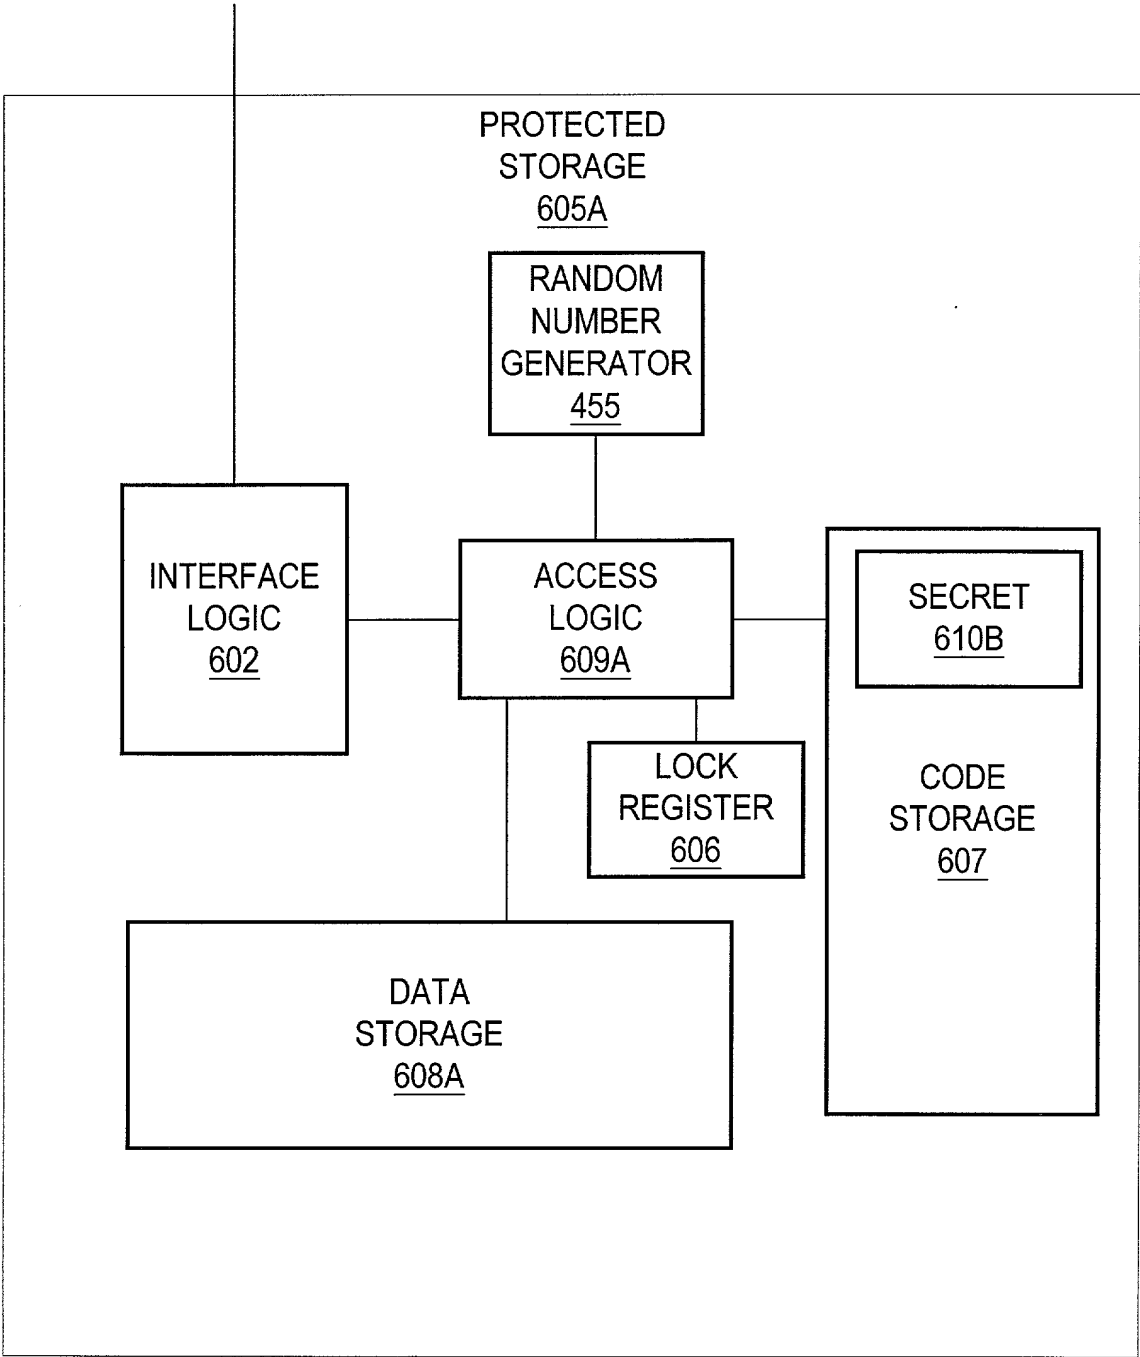 PROTECTED
STORAGE
605A
RANDOM
NUMBER
GENERATOR
455
INTERFACE
LOGIC
602
ACCESS
LOGIC
609A
SECRET
610B
LOCK
REGISTER
606
CODE
STORAGE
607
DATA
STORAGE
608A